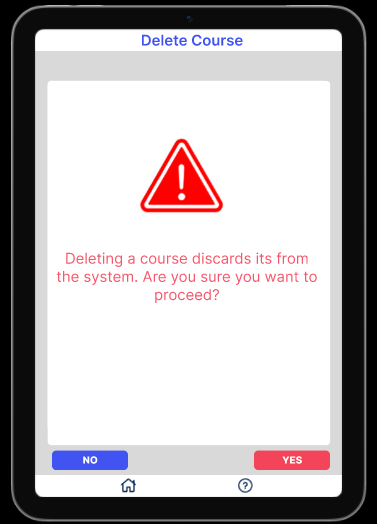 Delete Course
Deleting a course discards its from
the system. Are you sure you want to
proceed?
NO
YES